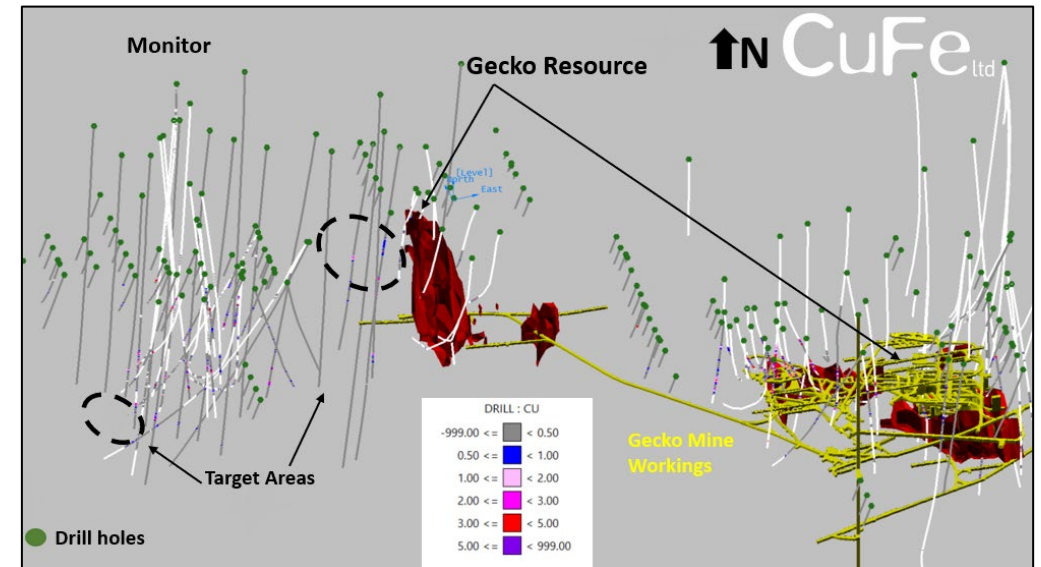 Monitor
N
CuFe ltd
Gecko Resource
[Level]
North
East
Gecko Mine
Workings
Target Areas
Drill holes
DRILL : CU
-999.00 <= < 0.50
0.50 <= < 1.00
1.00 <= < 2.00
2.00 <= < 3.00
3.00 <= < 5.00
5.00 <= < 999.00